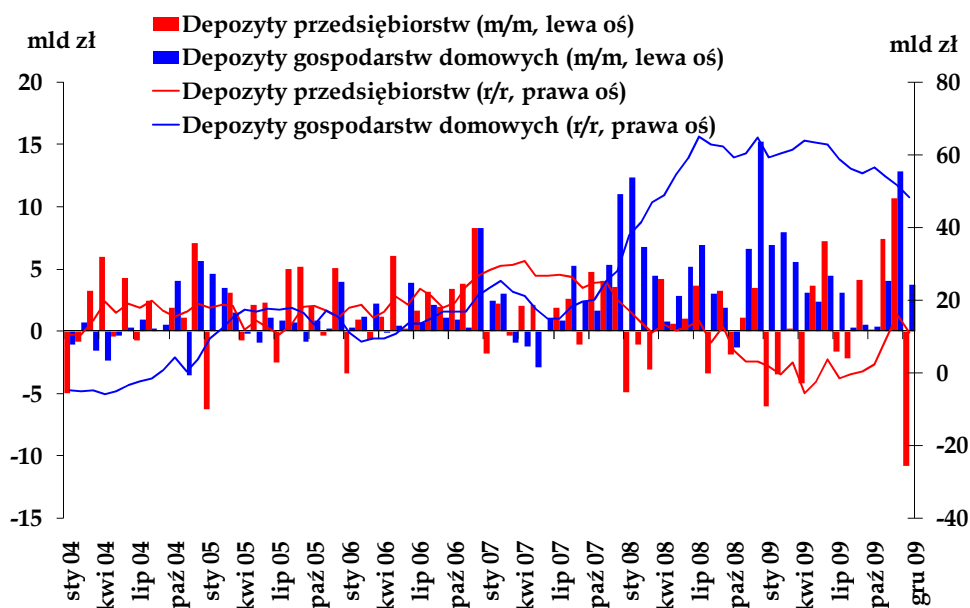 Depozyty przedsiębiorstw (m/m, lewa oś)
mld zł
mld zł
Depozyty gospodarstw domowych (m/m, lewa oś)
20
80
Depozyty przedsiębiorstw (r/r, prawa oś)
Depozyty gospodarstw domowych (r/r, prawa oś)
15
60
10
40
5
20
0
0
-5
-10
-20
-15
-40
sty 04
kwi 04
lip 04
paź 04
sty 05
kwi 05
lip 05
paź 05
sty 06
kwi 06
lip 06
paź 06
sty 07
kwi 07
lip 07
paź 07
sty 08
kwi 08
lip 08
paź 08
sty 09
kwi 09
lip 09
paź 09
gru 09